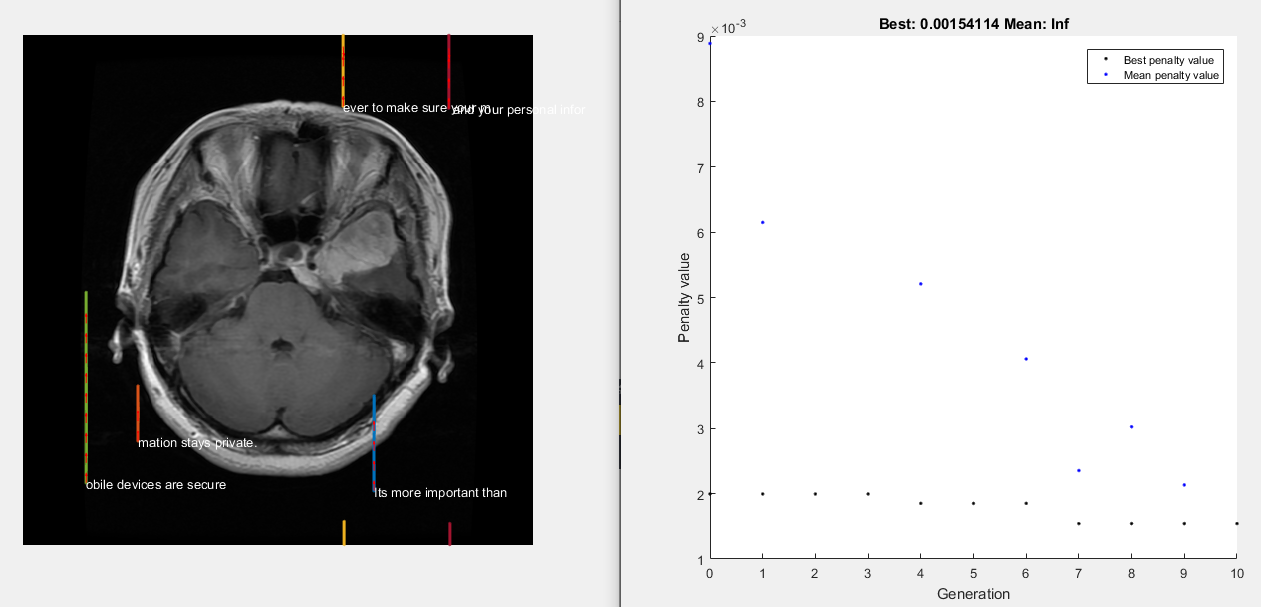 ever to make sure your m
and your personal infor
mation stays private.
obile devices are secure
Its more important than
Best: 0.00154114 Mean: Inf
×10-3
Best penalty value
Mean penalty value
9
8
7
6
5
4
3
2
1
Penalty value
0 1 2 3 4 5 6 7 8 9 10
Generation